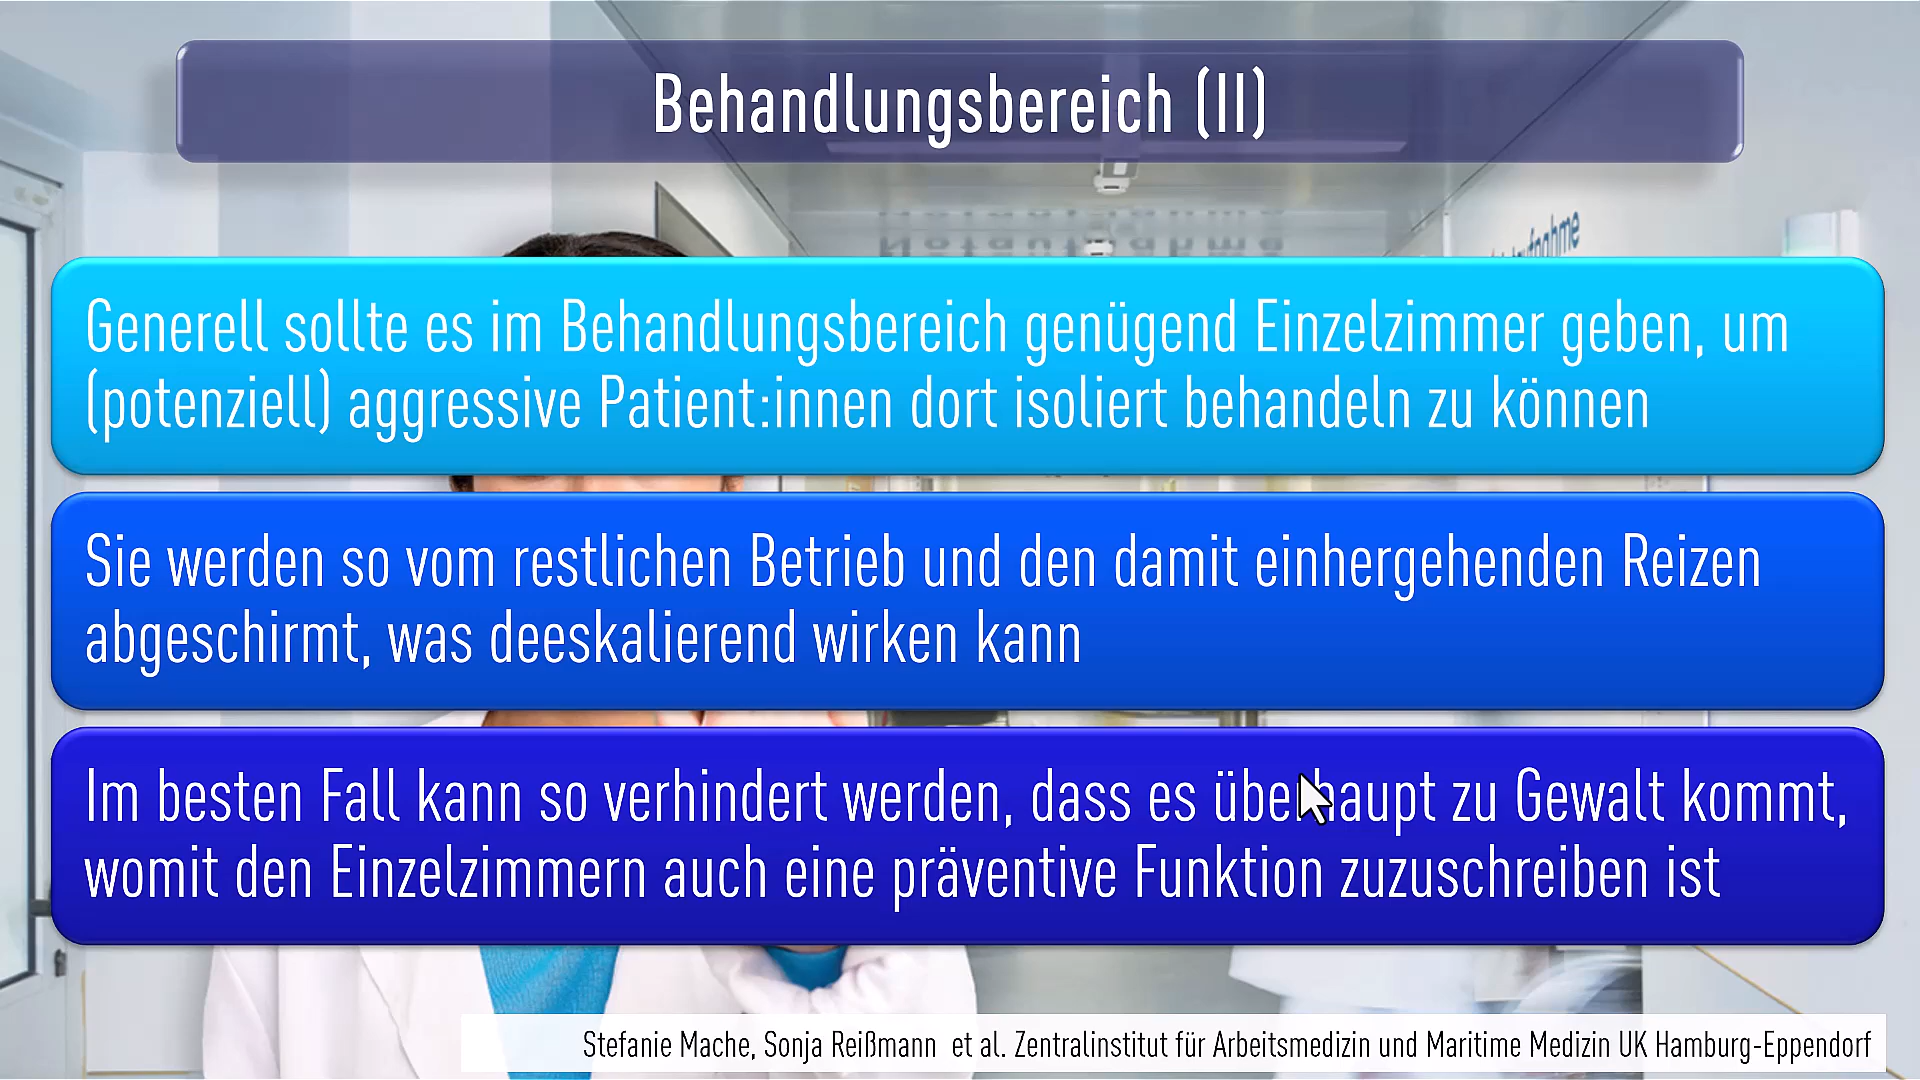 Behandlungsbereich (II)
Notaufnahme
Generell sollte es im Behandlungsbereich genügend Einzelzimmer geben, um
(potenziell) aggressive Patient:innen dort isoliert behandeln zu können
Sie werden so vom restlichen Betrieb und den damit einhergehenden Reizen
abgeschirmt, was deeskalierend wirken kann
Im besten Fall kann so verhindert werden, dass es überhaupt zu Gewalt kommt,
womit den Einzelzimmern auch eine präventive Funktion zuzuschreiben ist
Stefanie Mache, Sonja Reißmann et al. Zentralinstitut für Arbeitsmedizin und Maritime Medizin UK Hamburg-Eppendorf